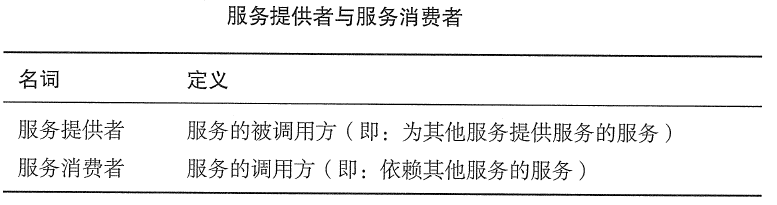 服务提供者与服务消费者
名词 定义
服务提供者 服务的被调用方（即：为其他服务提供服务的服务）
服务消费者 服务的调用方（即：依赖其他服务的服务）